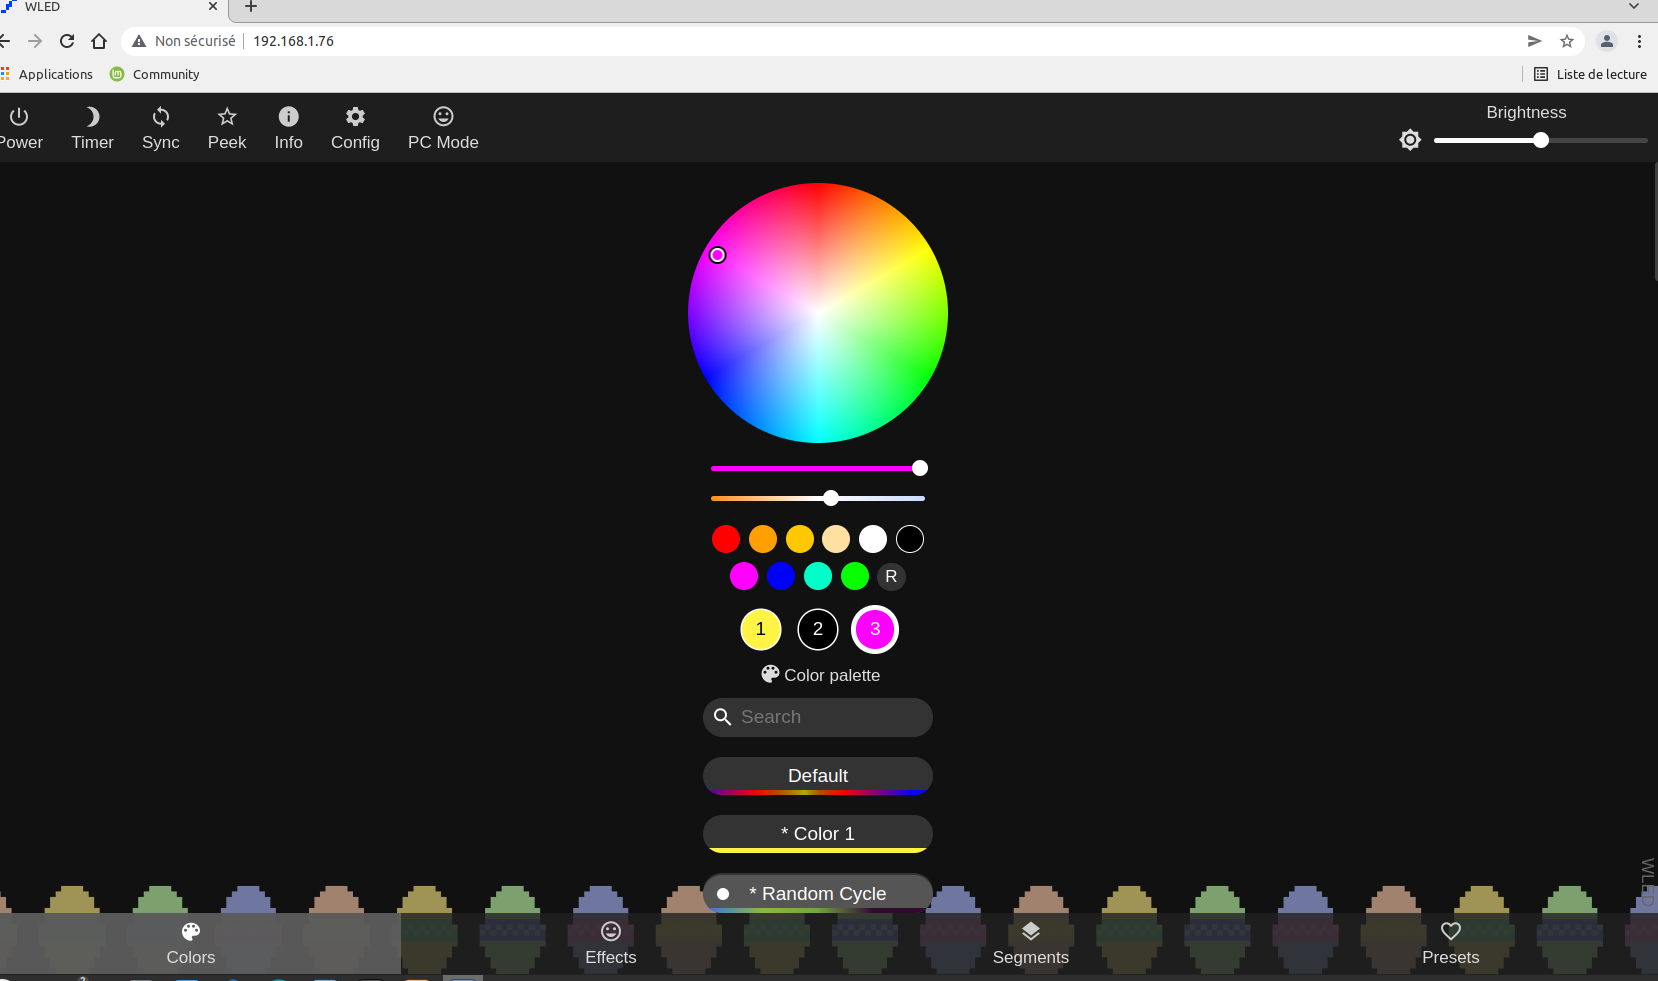 WLED
Non sécurisé 192.168.1.76
Applications Community Liste de lecture
Power Timer Sync Peek Info Config PC Mode Brightness
R
1 2 3
Color palette
Search
Default
* Color 1
* Random Cycle
WLED
Colors Effects Segments Presets
2